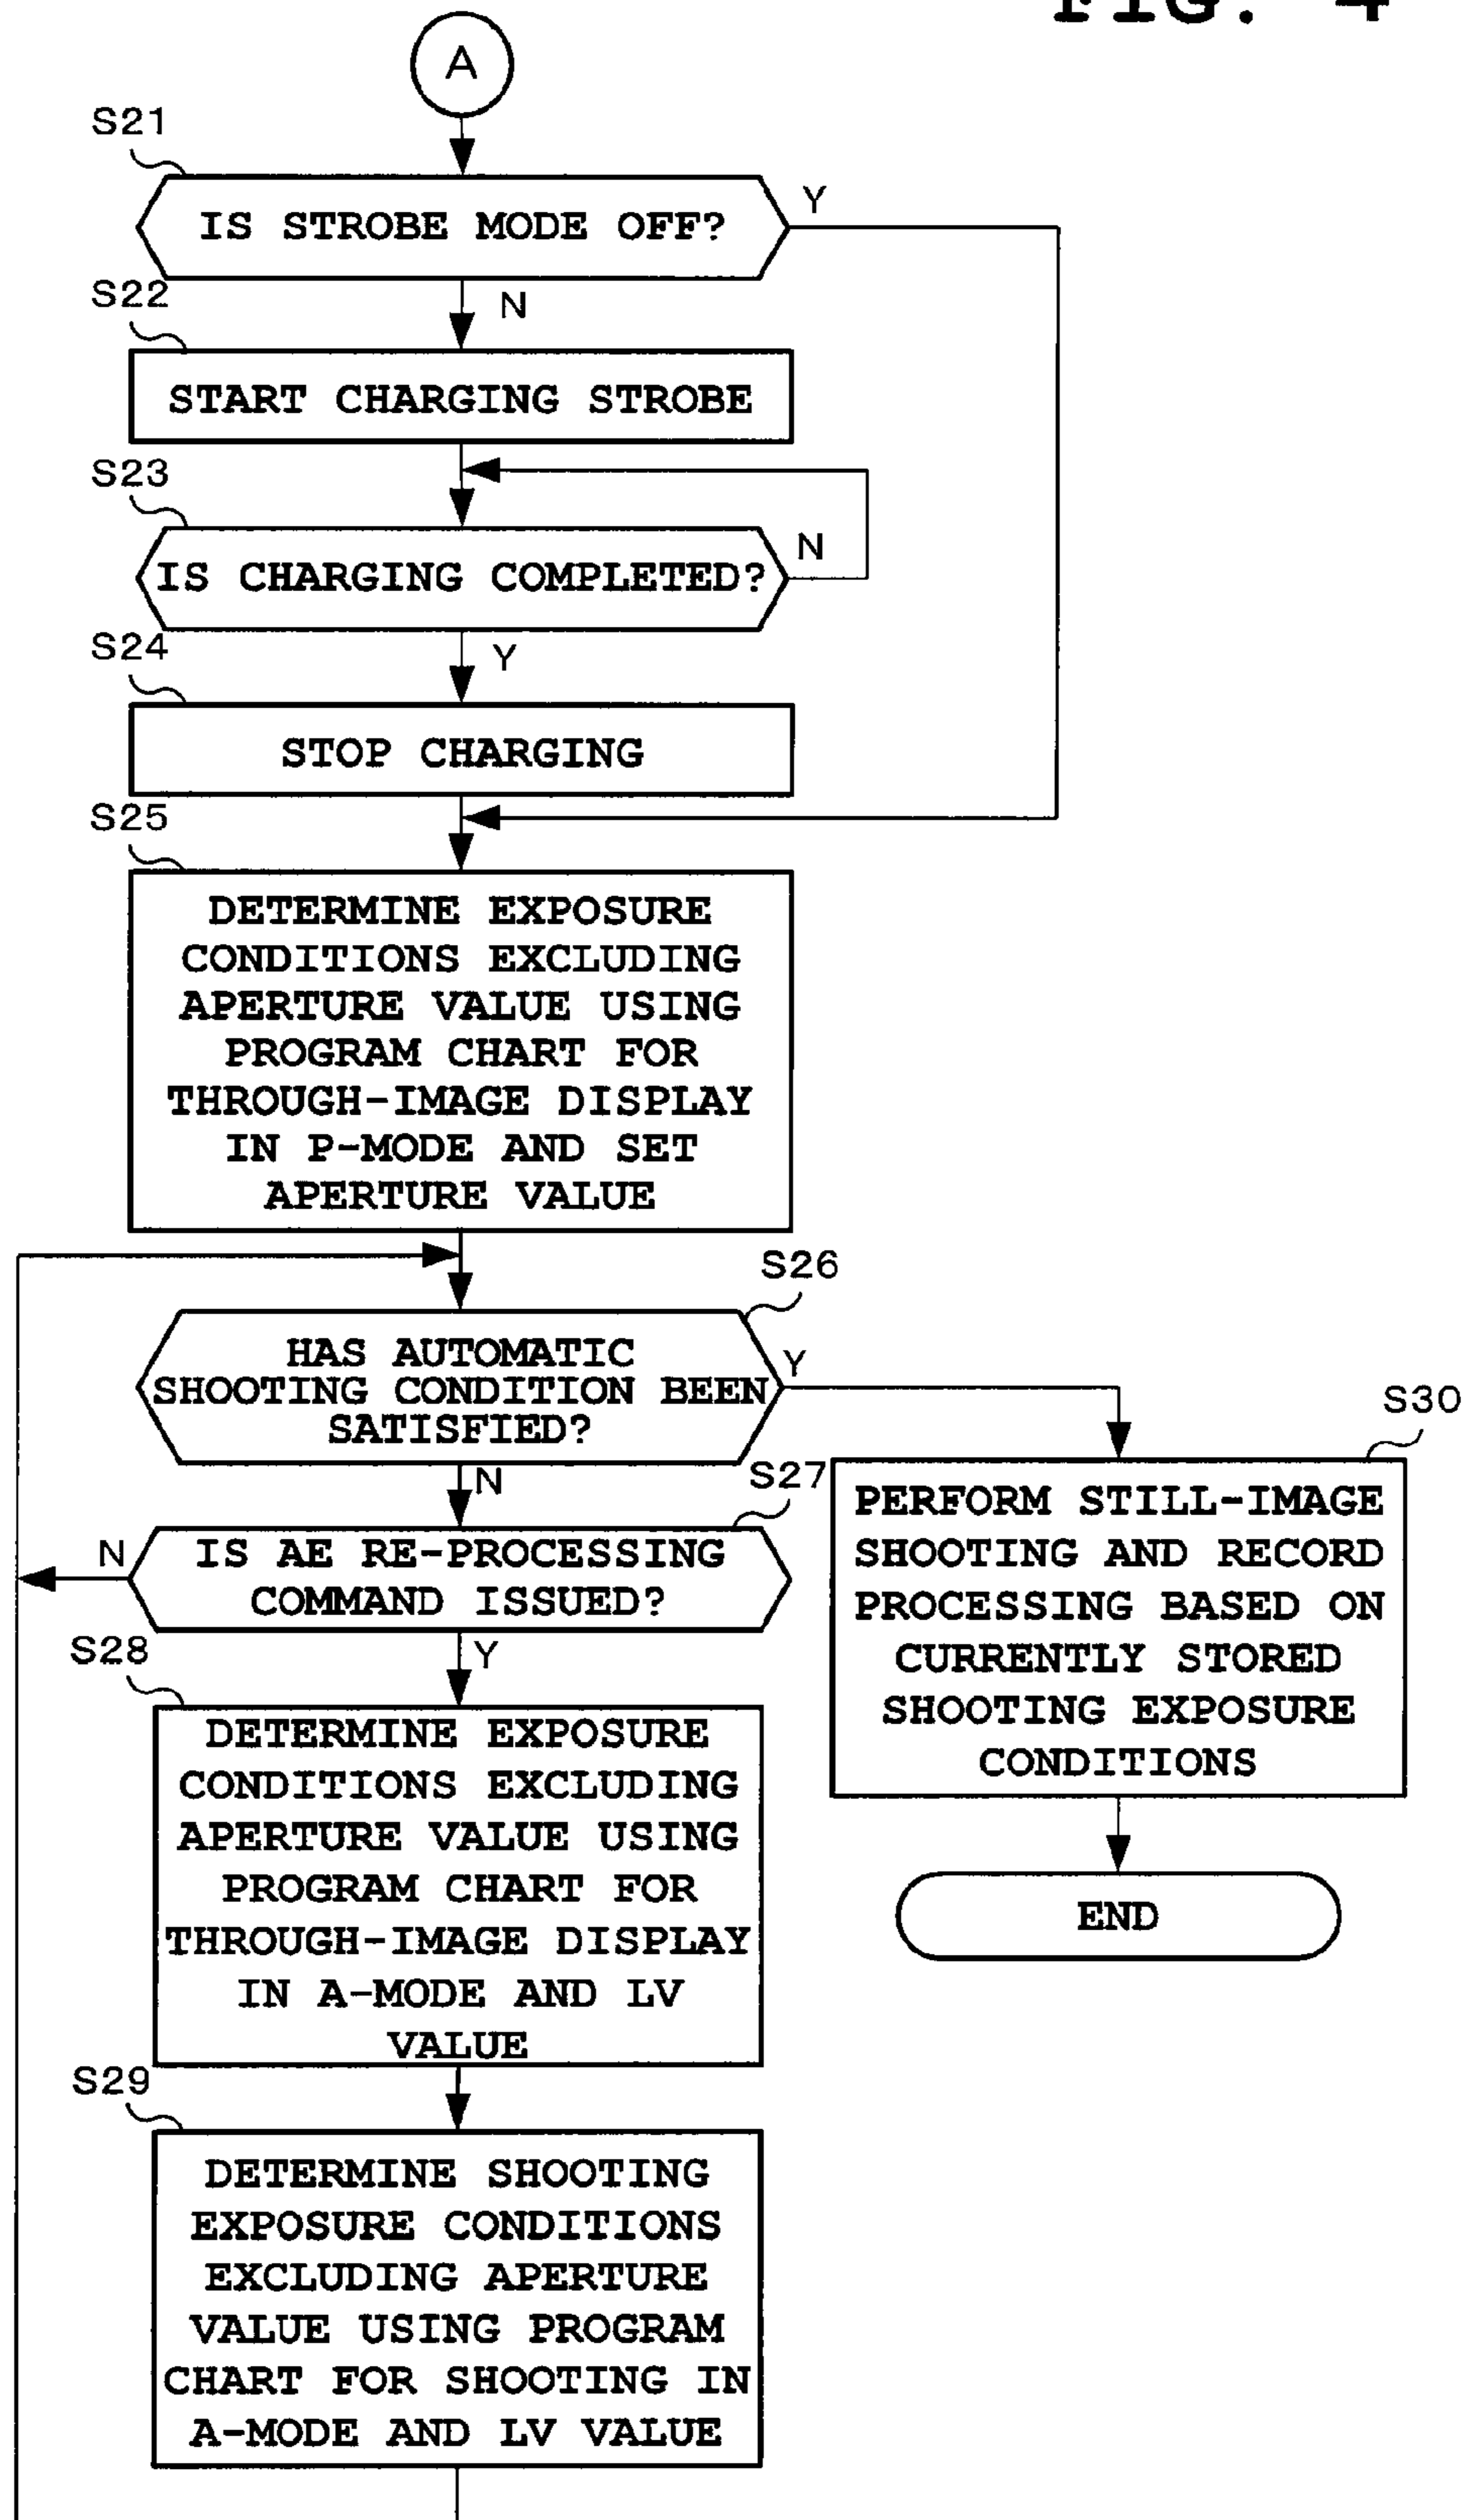 FIG. 4
A
S21
IS STROBE MODE OFF?
Y
N
S22
START CHARGING STROBE
S23
IS CHARGING COMPLETED?
N
Y
S24
STOP CHARGING
S25
DETERMINE EXPOSURE
CONDITIONS EXCLUDING
APERTURE VALUE USING
PROGRAM CHART FOR
THROUGH-IMAGE DISPLAY
IN P-MODE AND SET
APERTURE VALUE
S26
HAS AUTOMATIC
SHOOTING CONDITION BEEN
SATISFIED?
Y
N
S27
IS AE RE-PROCESSING
COMMAND ISSUED?
N
Y
S28
DETERMINE EXPOSURE
CONDITIONS EXCLUDING
APERTURE VALUE USING
PROGRAM CHART FOR
THROUGH-IMAGE DISPLAY
IN A-MODE AND LV
VALUE
S29
DETERMINE SHOOTING
EXPOSURE CONDITIONS
EXCLUDING APERTURE
VALUE USING PROGRAM
CHART FOR SHOOTING IN
A-MODE AND LV VALUE
S30
PERFORM STILL-IMAGE
SHOOTING AND RECORD
PROCESSING BASED ON
CURRENTLY STORED
SHOOTING EXPOSURE
CONDITIONS
END